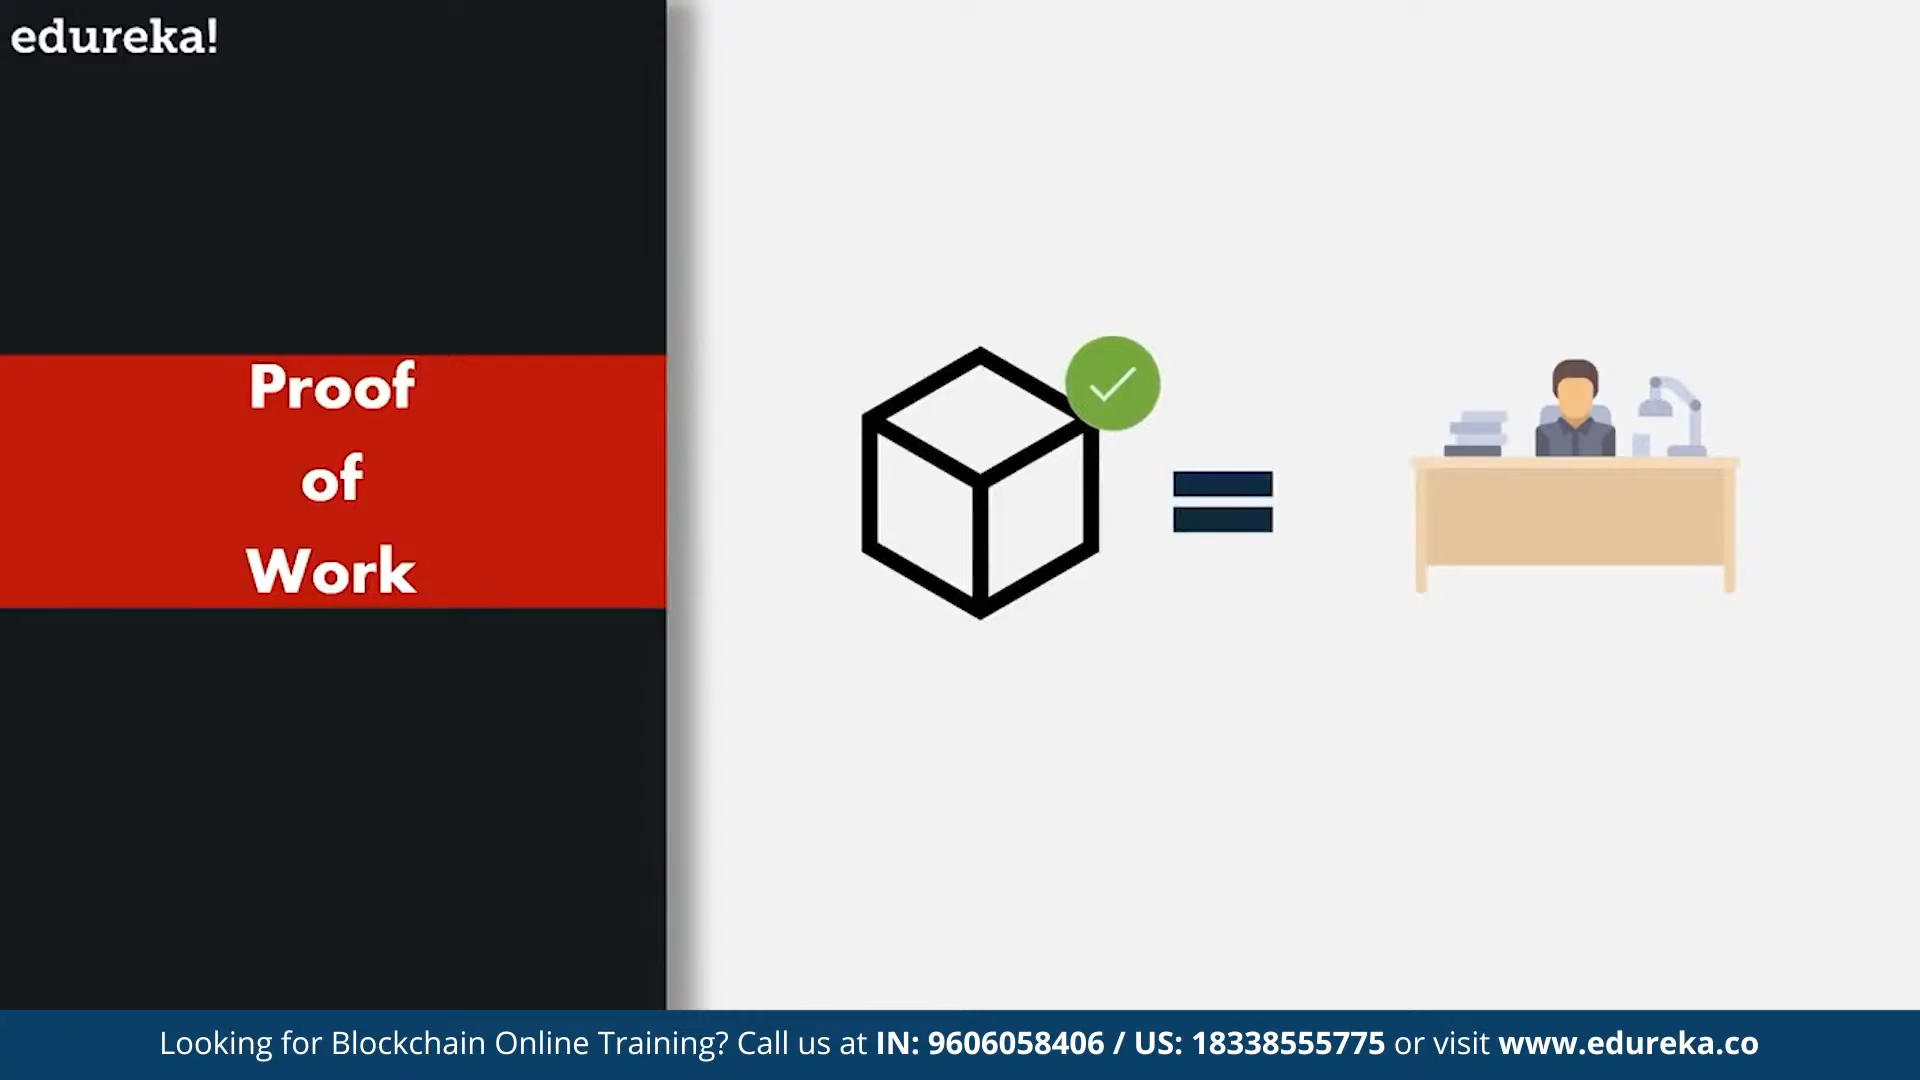 edureka!
Proof
of
Work
Looking for Blockchain Online Training? Call us at IN: 9606058406 / US: 18338555775 or visit www.edureka.co